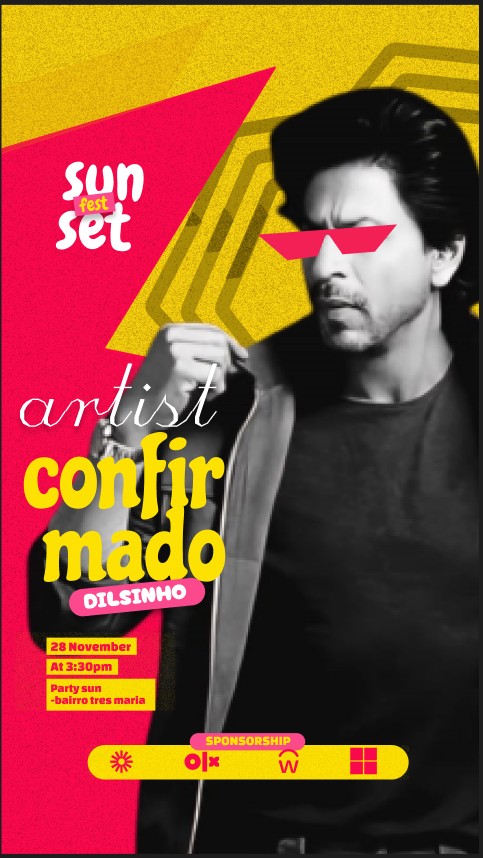 sun
fest
set
artist
confir
mado
DILSINHO
28 November
At 3:30pm
Party sun
-bairro tres maria
SPONSORSHIP
olx
w